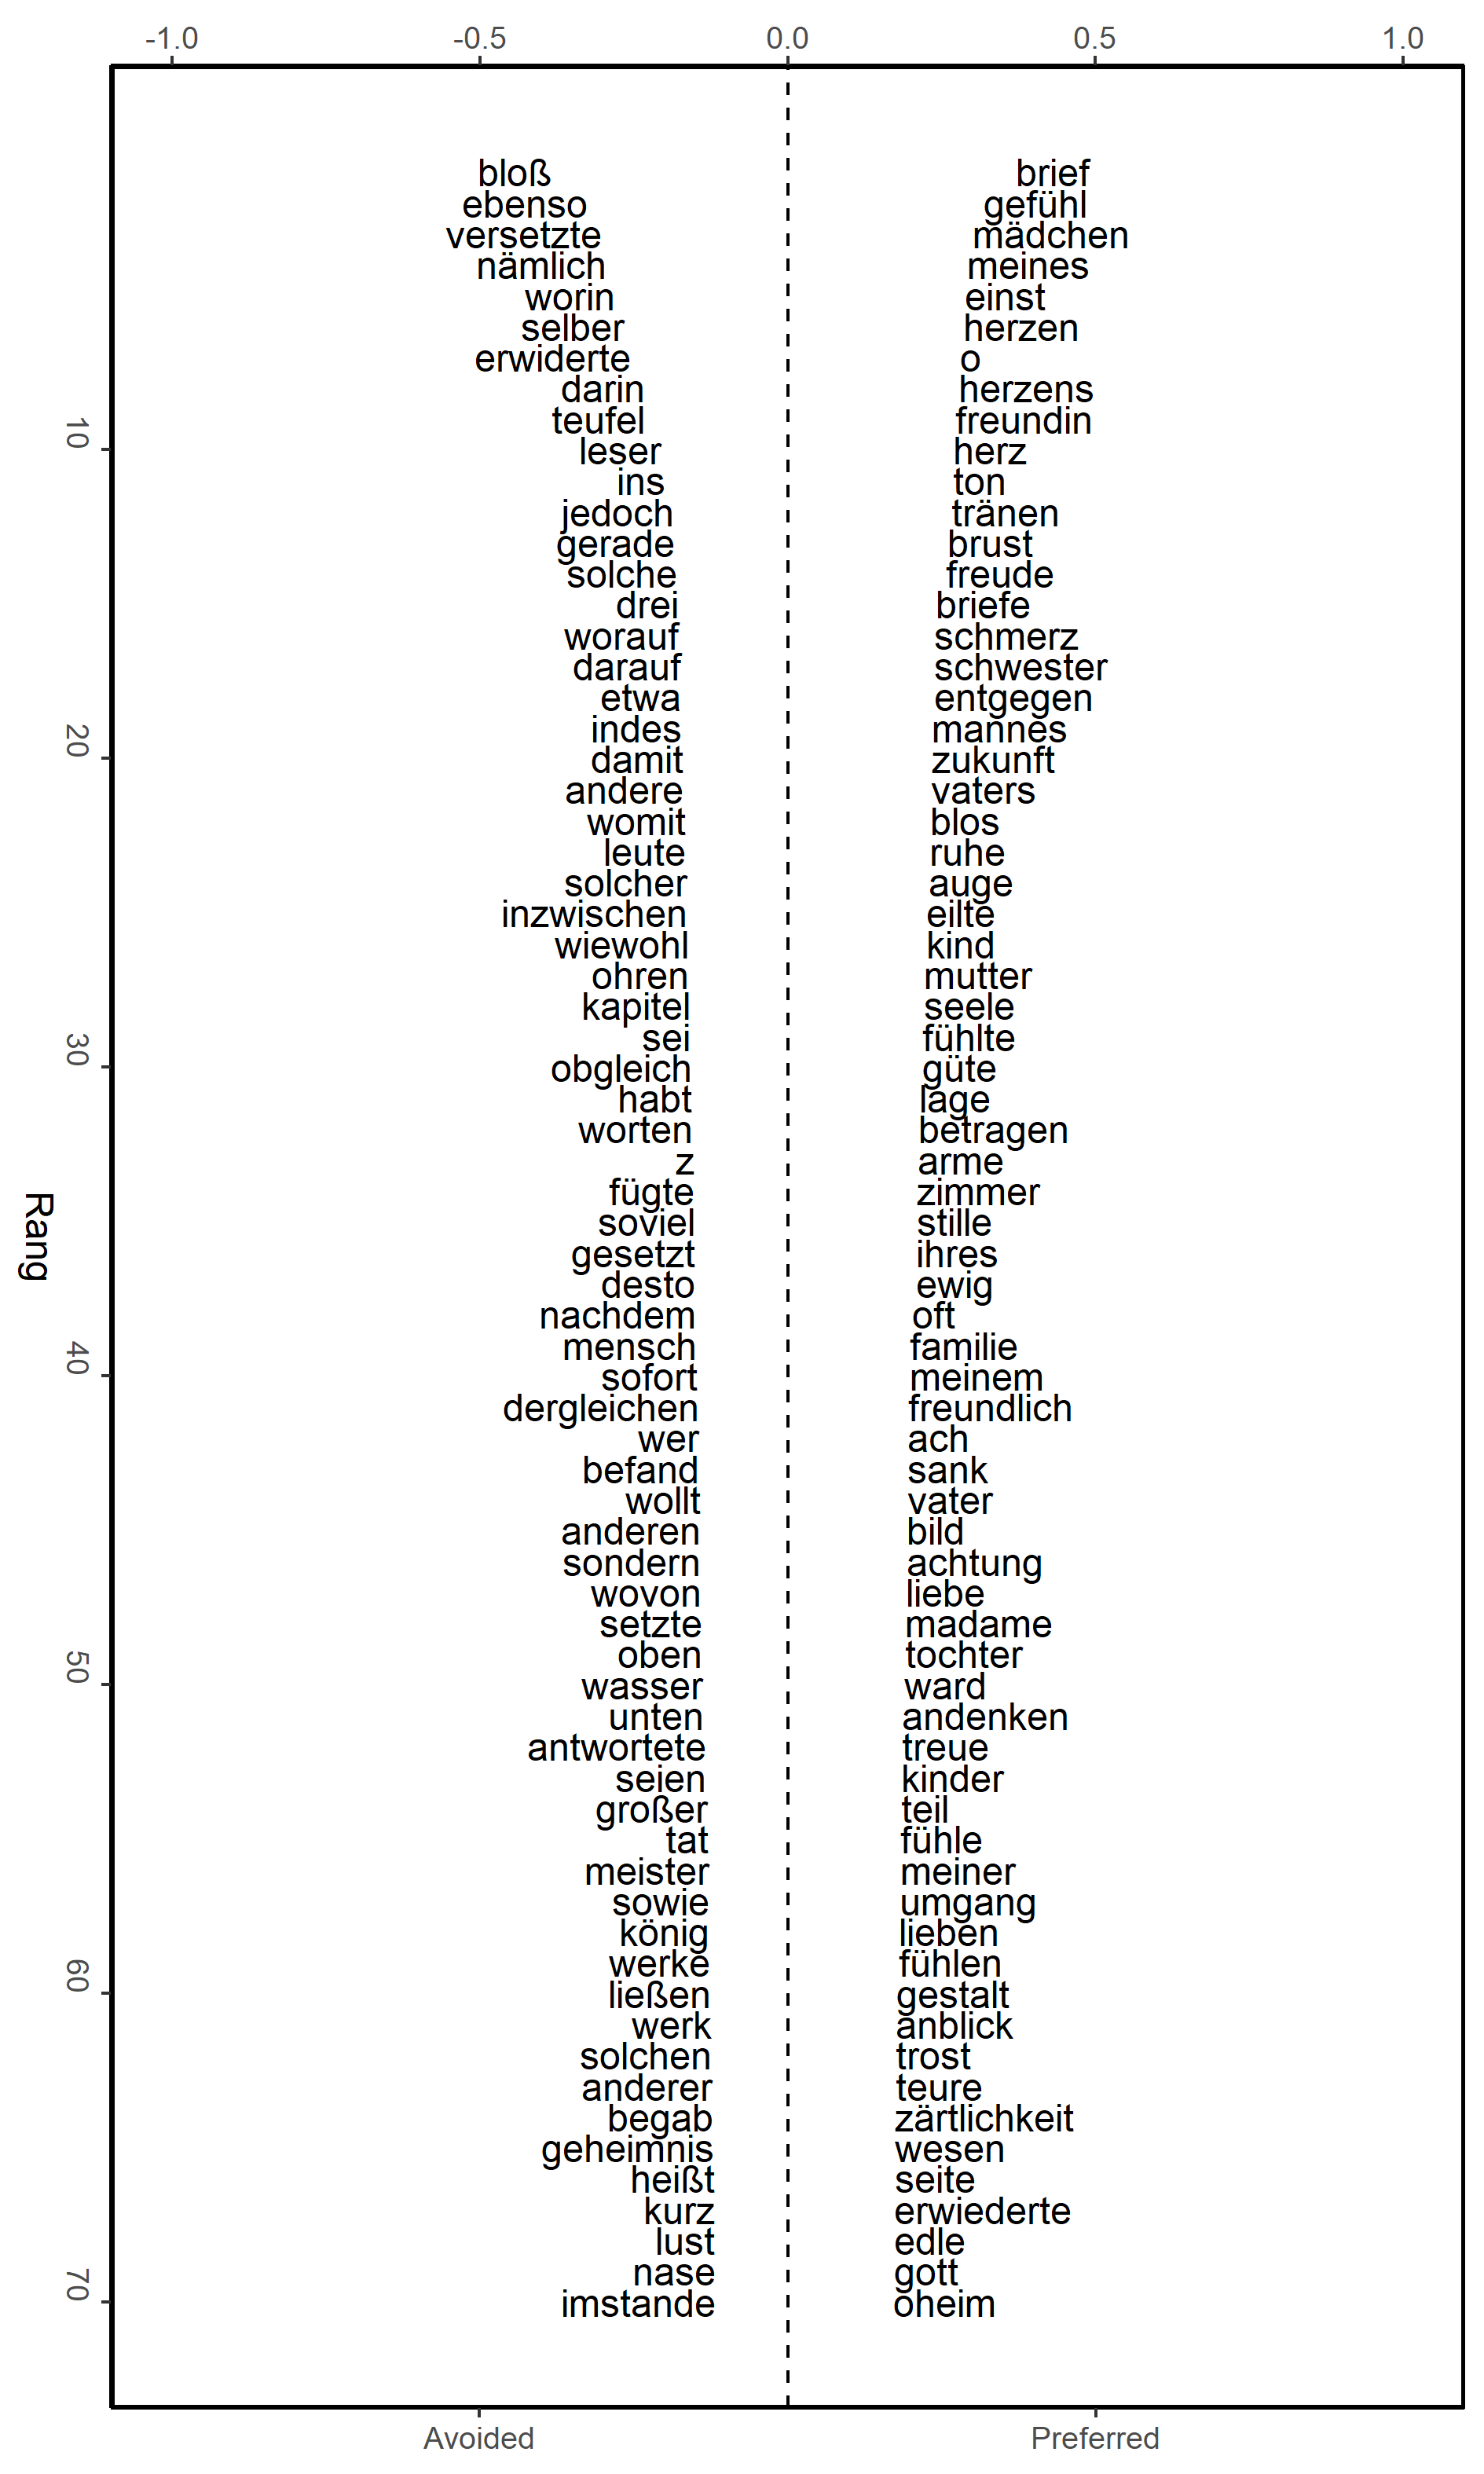 -1.0 -0.5 0.0 0.5 1.0
bloß brief
ebenso gefühl
versetzte mädchen
nämlich meines
worin einst
selber herzen
erwiderte o
darin herzens
teufel freundin
10 leser herz
ins ton
jedoch tränen
gerade brust
solche freude
drei briefe
worauf schmerz
darauf schwester
etwa entgegen
indes mannes
20 damit zukunft
andere vaters
womit blos
leute ruhe
solcher auge
inzwischen eilte
wiewohl kind
ohren mutter
kapitel seele
sei fühlte
30 obgleich güte
habt lage
worten betragen
z arme
fügte zimmer
soviel stille
Rang gesetzt ihres
desto ewig
nachdem oft
mensch familie
40 sofort meinem
dergleichen freundlich
wer ach
befand sank
wollt vater
anderen bild
sondern achtung
wovon liebe
setzte madame
oben tochter
50 wasser ward
unten andenken
antwortete treue
seien kinder
großer teil
tat fühle
meister meiner
sowie umgang
könig lieben
werke fühlen
60 ließen gestalt
werk anblick
solchen trost
anderer teure
begab zärtlichkeit
geheimnis wesen
heißt seite
kurz erwiederte
lust edle
nase gott
70 imstande oheim
Avoided Preferred